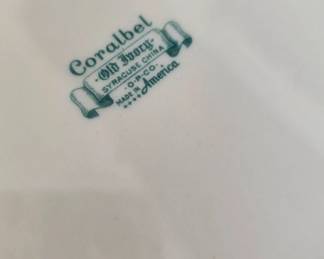 Coralbel
Old Ivory
SYRACUSE CHINA
·O·P·CO·
MADE IN America